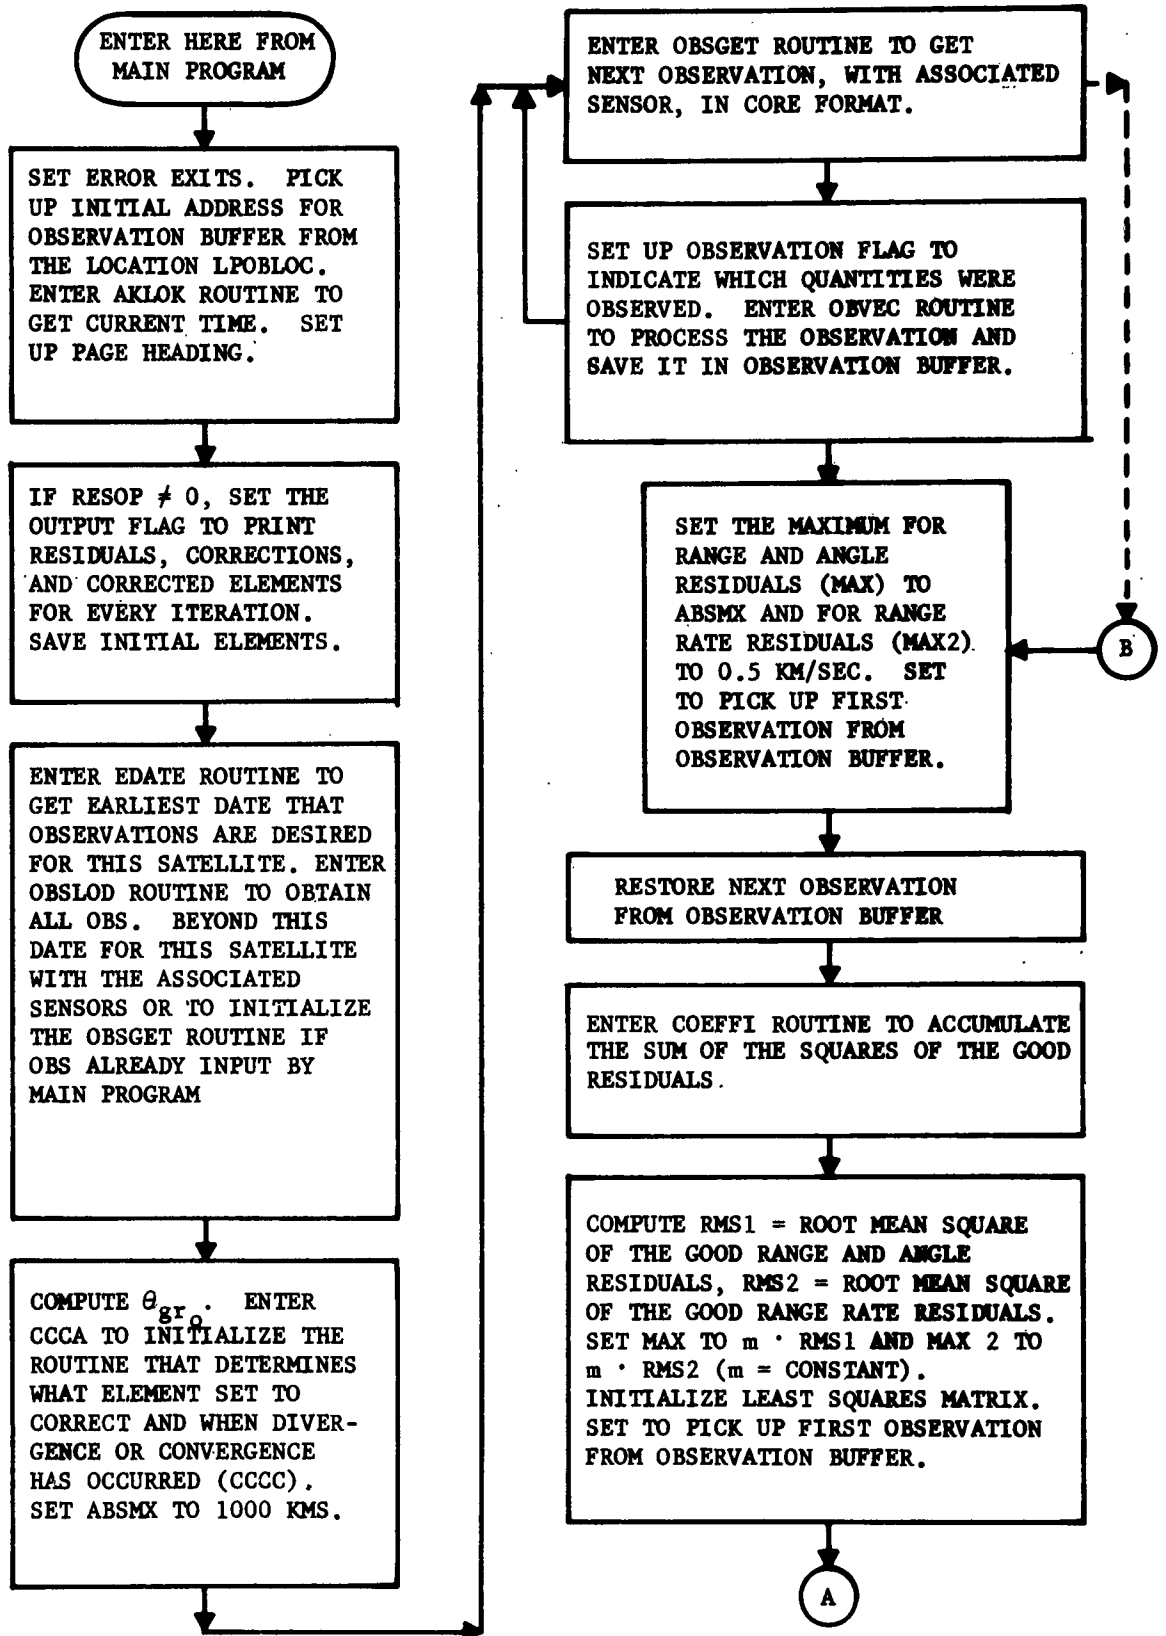 ENTER HERE FROM
MAIN PROGRAM
SET ERROR EXITS. PICK
UP INITIAL ADDRESS FOR
OBSERVATION BUFFER FROM
THE LOCATION LPOBLOC.
ENTER AKLOK ROUTINE TO
GET CURRENT TIME. SET
UP PAGE HEADING.
IF RESOP ≠ 0, SET THE
OUTPUT FLAG TO PRINT
RESIDUALS, CORRECTIONS,
AND CORRECTED ELEMENTS
FOR EVERY ITERATION.
SAVE INITIAL ELEMENTS.
ENTER EDATE ROUTINE TO
GET EARLIEST DATE THAT
OBSERVATIONS ARE DESIRED
FOR THIS SATELLITE. ENTER
OBSLOD ROUTINE TO OBTAIN
ALL OBS. BEYOND THIS
DATE FOR THIS SATELLITE
WITH THE ASSOCIATED
SENSORS OR TO INITIALIZE
THE OBSGET ROUTINE IF
OBS ALREADY INPUT BY
MAIN PROGRAM
COMPUTE θgro. ENTER
CCCA TO INITIALIZE THE
ROUTINE THAT DETERMINES
WHAT ELEMENT SET TO
CORRECT AND WHEN DIVER-
GENCE OR CONVERGENCE
HAS OCCURRED (CCCC).
SET ABSMX TO 1000 KMS.
ENTER OBSGET ROUTINE TO GET
NEXT OBSERVATION, WITH ASSOCIATED
SENSOR, IN CORE FORMAT.
SET UP OBSERVATION FLAG TO
INDICATE WHICH QUANTITIES WERE
OBSERVED. ENTER OBVEC ROUTINE
TO PROCESS THE OBSERVATION AND
SAVE IT IN OBSERVATION BUFFER.
SET THE MAXIMUM FOR
RANGE AND ANGLE
RESIDUALS (MAX) TO
ABSMX AND FOR RANGE
RATE RESIDUALS (MAX2)
TO 0.5 KM/SEC. SET
TO PICK UP FIRST
OBSERVATION FROM
OBSERVATION BUFFER.
B
RESTORE NEXT OBSERVATION
FROM OBSERVATION BUFFER
ENTER COEFFI ROUTINE TO ACCUMULATE
THE SUM OF THE SQUARES OF THE GOOD
RESIDUALS.
COMPUTE RMS1 = ROOT MEAN SQUARE
OF THE GOOD RANGE AND ANGLE
RESIDUALS, RMS2 = ROOT MEAN SQUARE
OF THE GOOD RANGE RATE RESIDUALS.
SET MAX TO m · RMS1 AND MAX 2 TO
m · RMS2 (m = CONSTANT).
INITIALIZE LEAST SQUARES MATRIX.
SET TO PICK UP FIRST OBSERVATION
FROM OBSERVATION BUFFER.
A